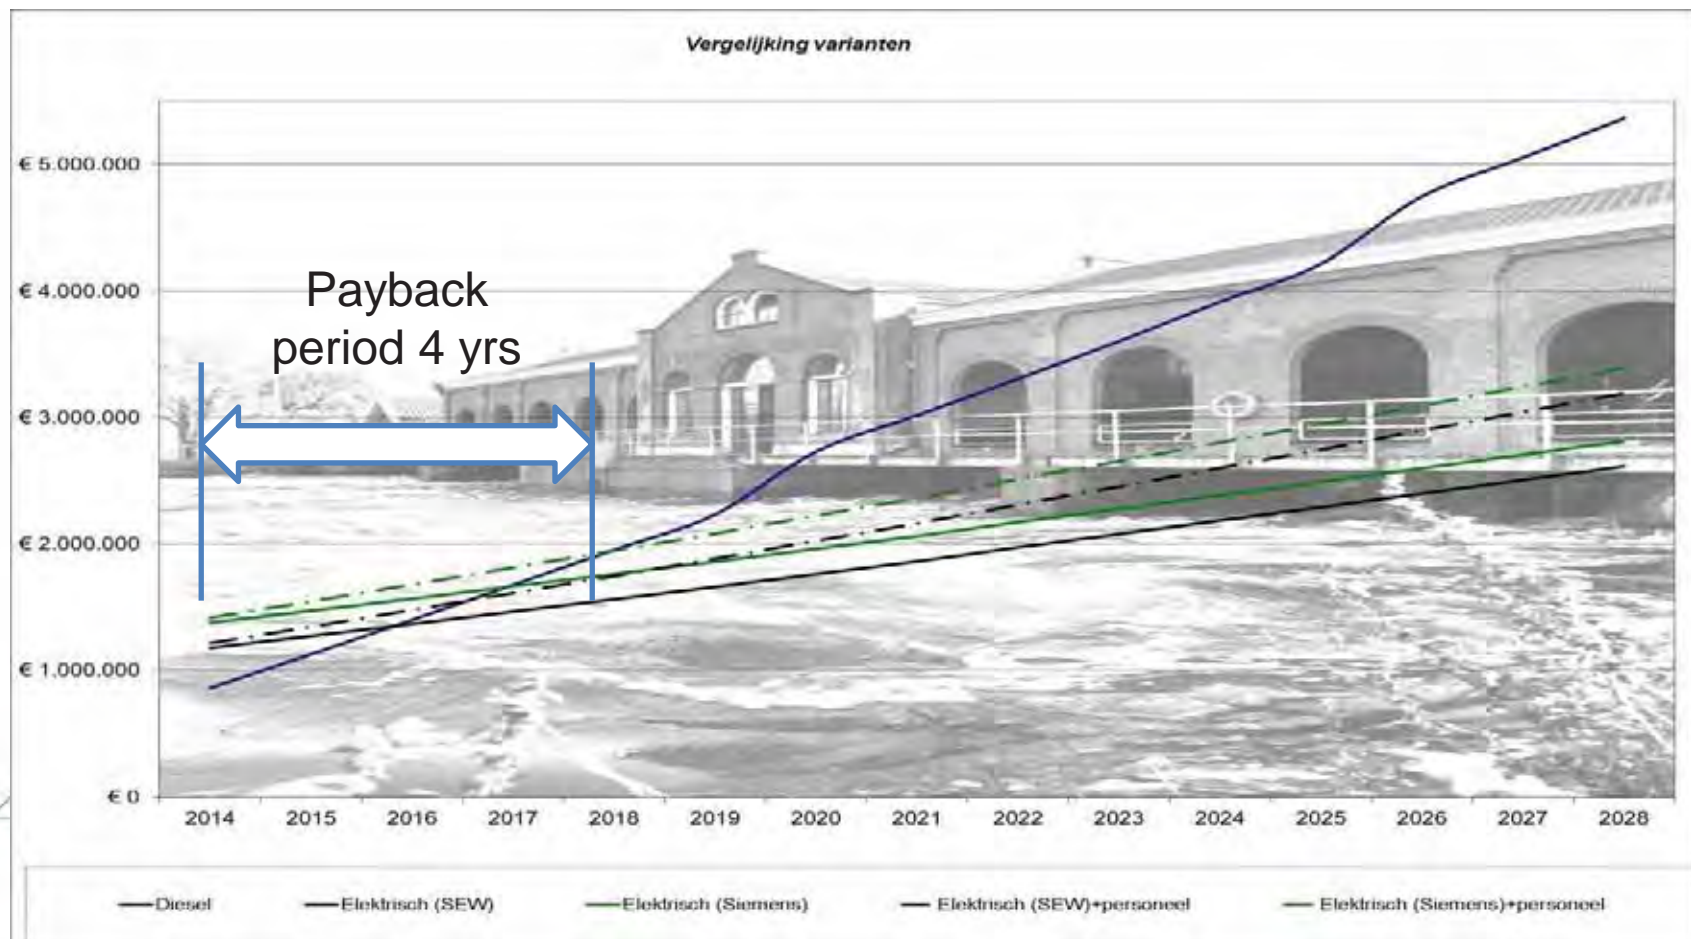 Vergelijking varianten
€ 5.000.000
€ 4.000.000
€ 3.000.000
€ 2.000.000
€ 1.000.000
€ 0
Payback
period 4 yrs
2014 2015 2016 2017 2018 2019 2020 2021 2022 2023 2024 2025 2026 2027 2028
Diesel Elektrisch (SEW) Elektrisch (Siemens) Elektrisch (SEW)+personeel Elektrisch (Siemens)+personeel